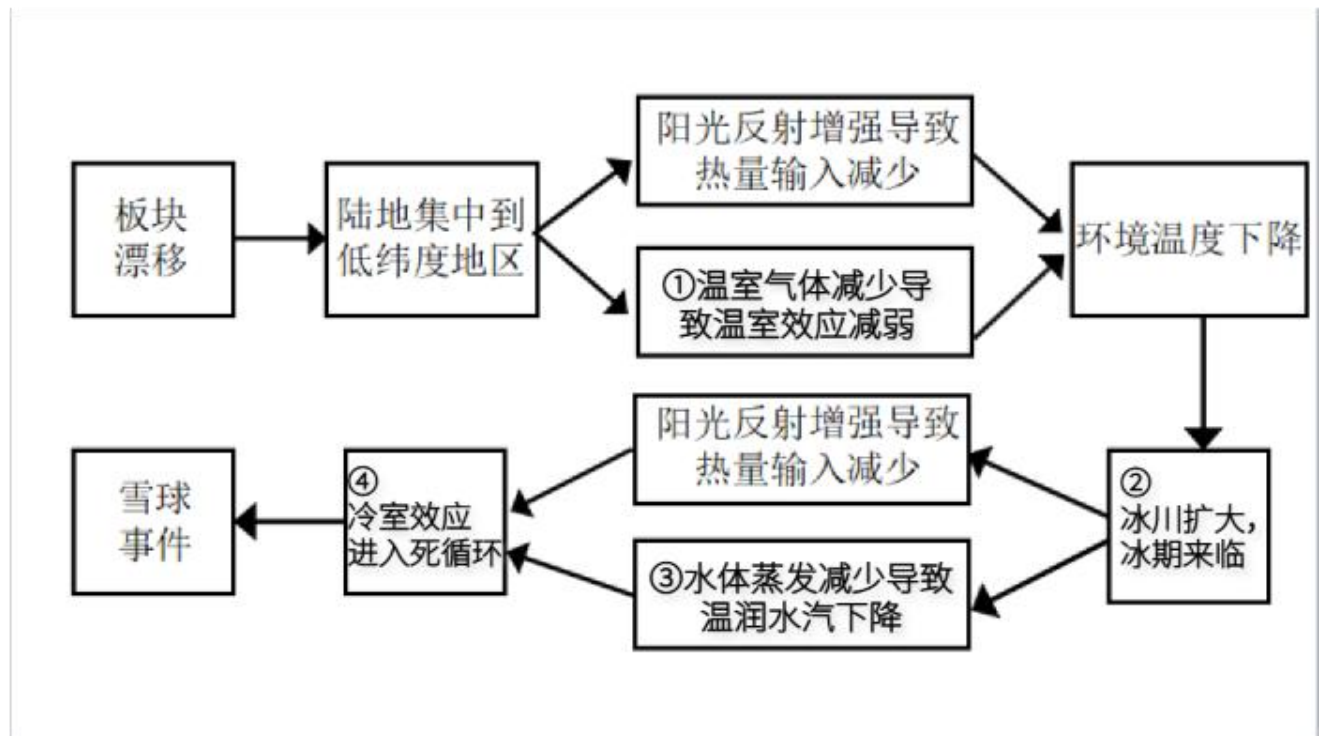 阳光反射增强导致
热量输入减少
板块
漂移
陆地集中到
低纬度地区
①温室气体减少导
致温室效应减弱
环境温度下降
阳光反射增强导致
热量输入减少
雪球
事件
④
冷室效应
进入死循环
③水体蒸发减少导致
温润水汽下降
②
冰川扩大，
冰期来临